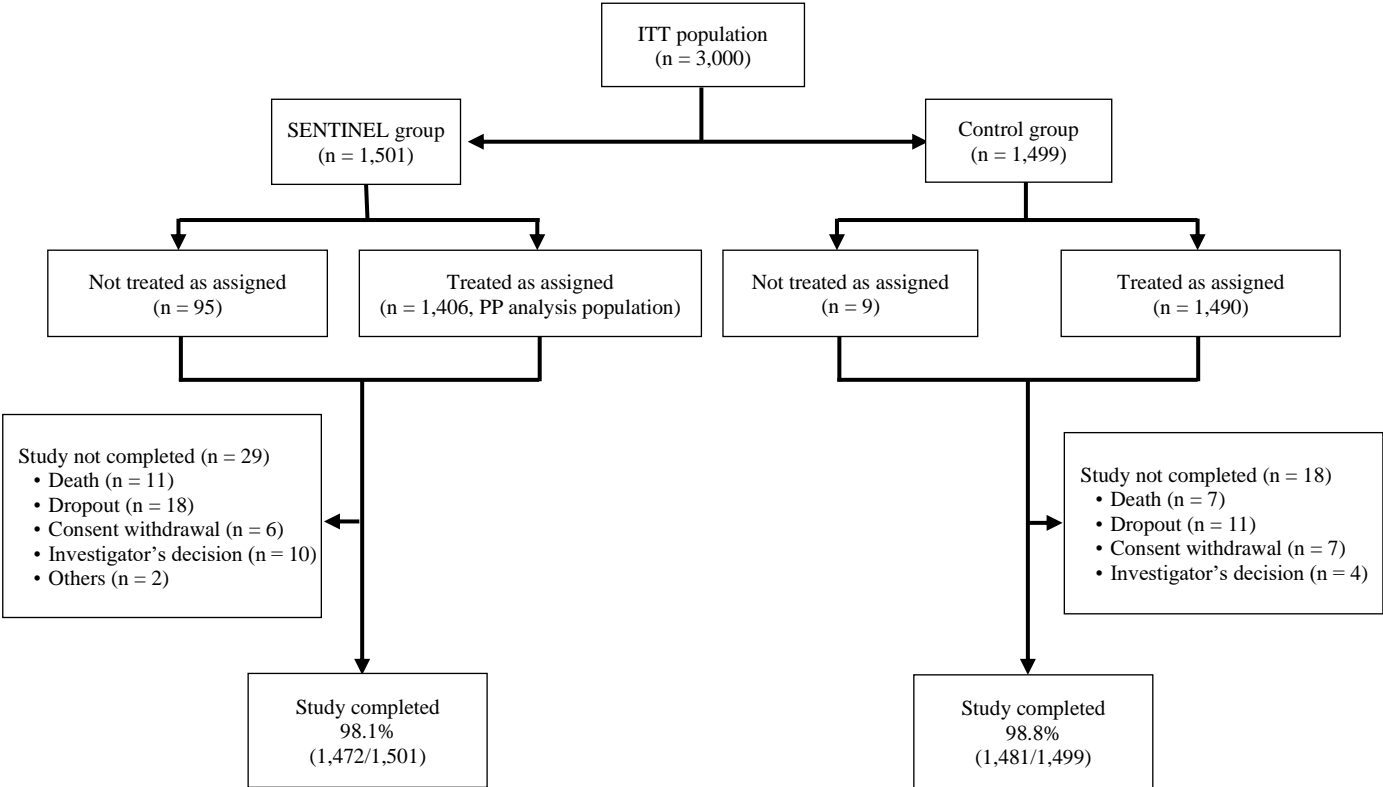 ITT population
(n = 3,000)
SENTINEL group
(n = 1,501)
Control group
(n = 1,499)
Not treated as assigned
(n = 95)
Treated as assigned
(n = 1,406, PP analysis population)
Not treated as assigned
(n = 9)
Treated as assigned
(n = 1,490)
Study not completed (n = 29)
• Death (n = 11)
• Dropout (n = 18)
• Consent withdrawal (n = 6)
• Investigator’s decision (n = 10)
• Others (n = 2)
Study not completed (n = 18)
• Death (n = 7)
• Dropout (n = 11)
• Consent withdrawal (n = 7)
• Investigator’s decision (n = 4)
Study completed
98.1%
(1,472/1,501)
Study completed
98.8%
(1,481/1,499)